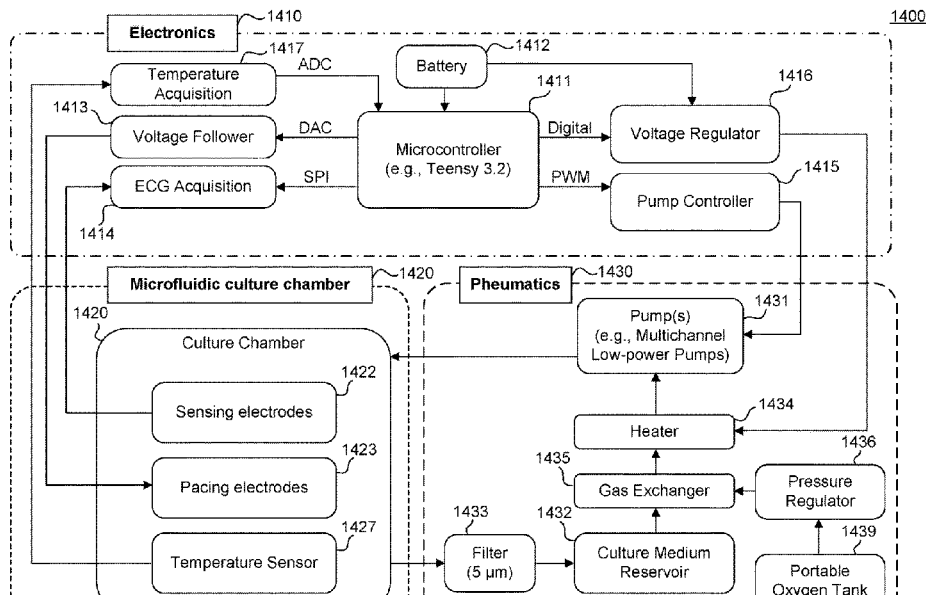 1400
Electronics
1410
1417
Temperature
Acquisition
ADC
1412
Battery
1411
1416
1413
Voltage Follower
DAC
Microcontroller
(e.g., Teensy 3.2)
Digital
Voltage Regulator
ECG Acquisition
SPI
PWM
1415
Pump Controller
1414
Microfluidic culture chamber
1420
Pheumatics
1430
1420
Culture Chamber
1431
Pump(s)
(e.g., Multichannel
Low-power Pumps)
1422
Sensing electrodes
1434
Heater
1423
Pacing electrodes
1435
Gas Exchanger
1436
Pressure
Regulator
1427
Temperature Sensor
1433
Filter
(5 µm)
1432
Culture Medium
Reservoir
1439
Portable
Oxygen Tank